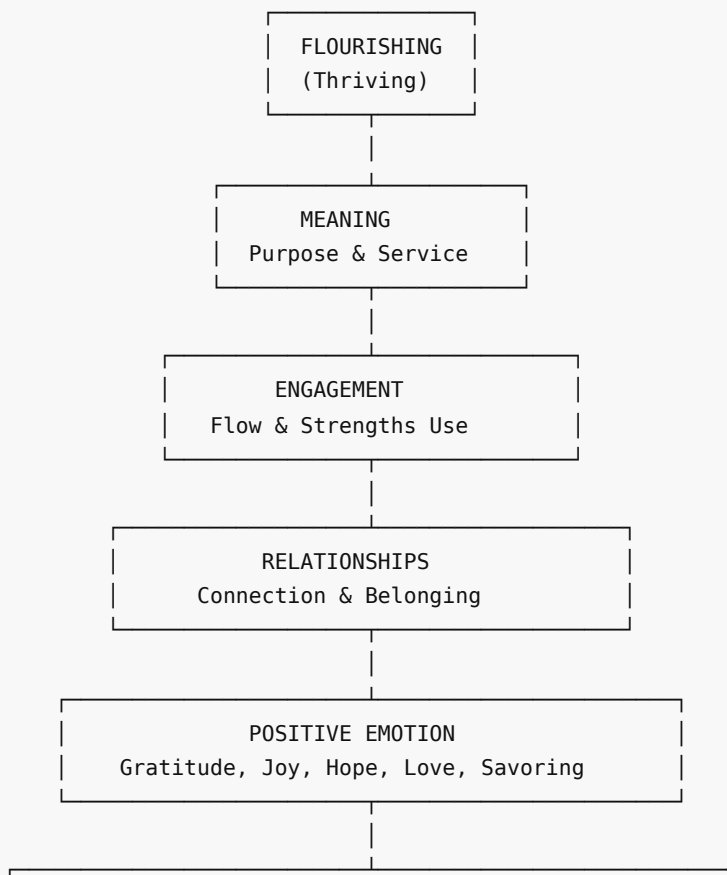 FLOURISHING
(Thriving)
MEANING
Purpose & Service
ENGAGEMENT
Flow & Strengths Use
RELATIONSHIPS
Connection & Belonging
POSITIVE EMOTION
Gratitude, Joy, Hope, Love, Savoring